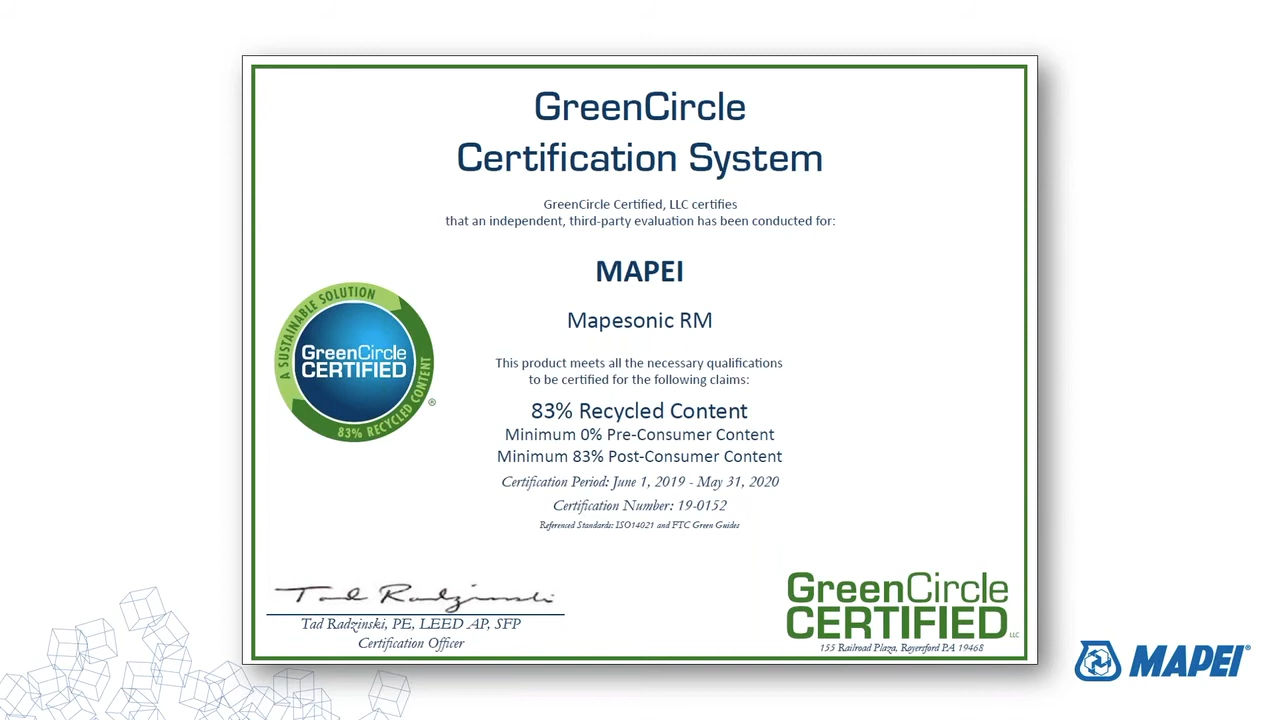 GreenCircle
Certification System
GreenCircle Certified, LLC certifies
that an independent, third-party evaluation has been conducted for:
MAPEI
Mapesonic RM
A SUSTAINABLE SOLUTION
GreenCircle
CERTIFIED
83% RECYCLED CONTENT
®
This product meets all the necessary qualifications
to be certified for the following claims:
83% Recycled Content
Minimum 0% Pre-Consumer Content
Minimum 83% Post-Consumer Content
Certification Period: June 1, 2019 - May 31, 2020
Certification Number: 19-0152
Referenced Standards: ISO14021 and FTC Green Guides
Tad Radzinski
Tad Radzinski, PE, LEED AP, SFP
Certification Officer
GreenCircle
CERTIFIED LLC
155 Railroad Plaza, Royersford PA 19468
MAPEI®